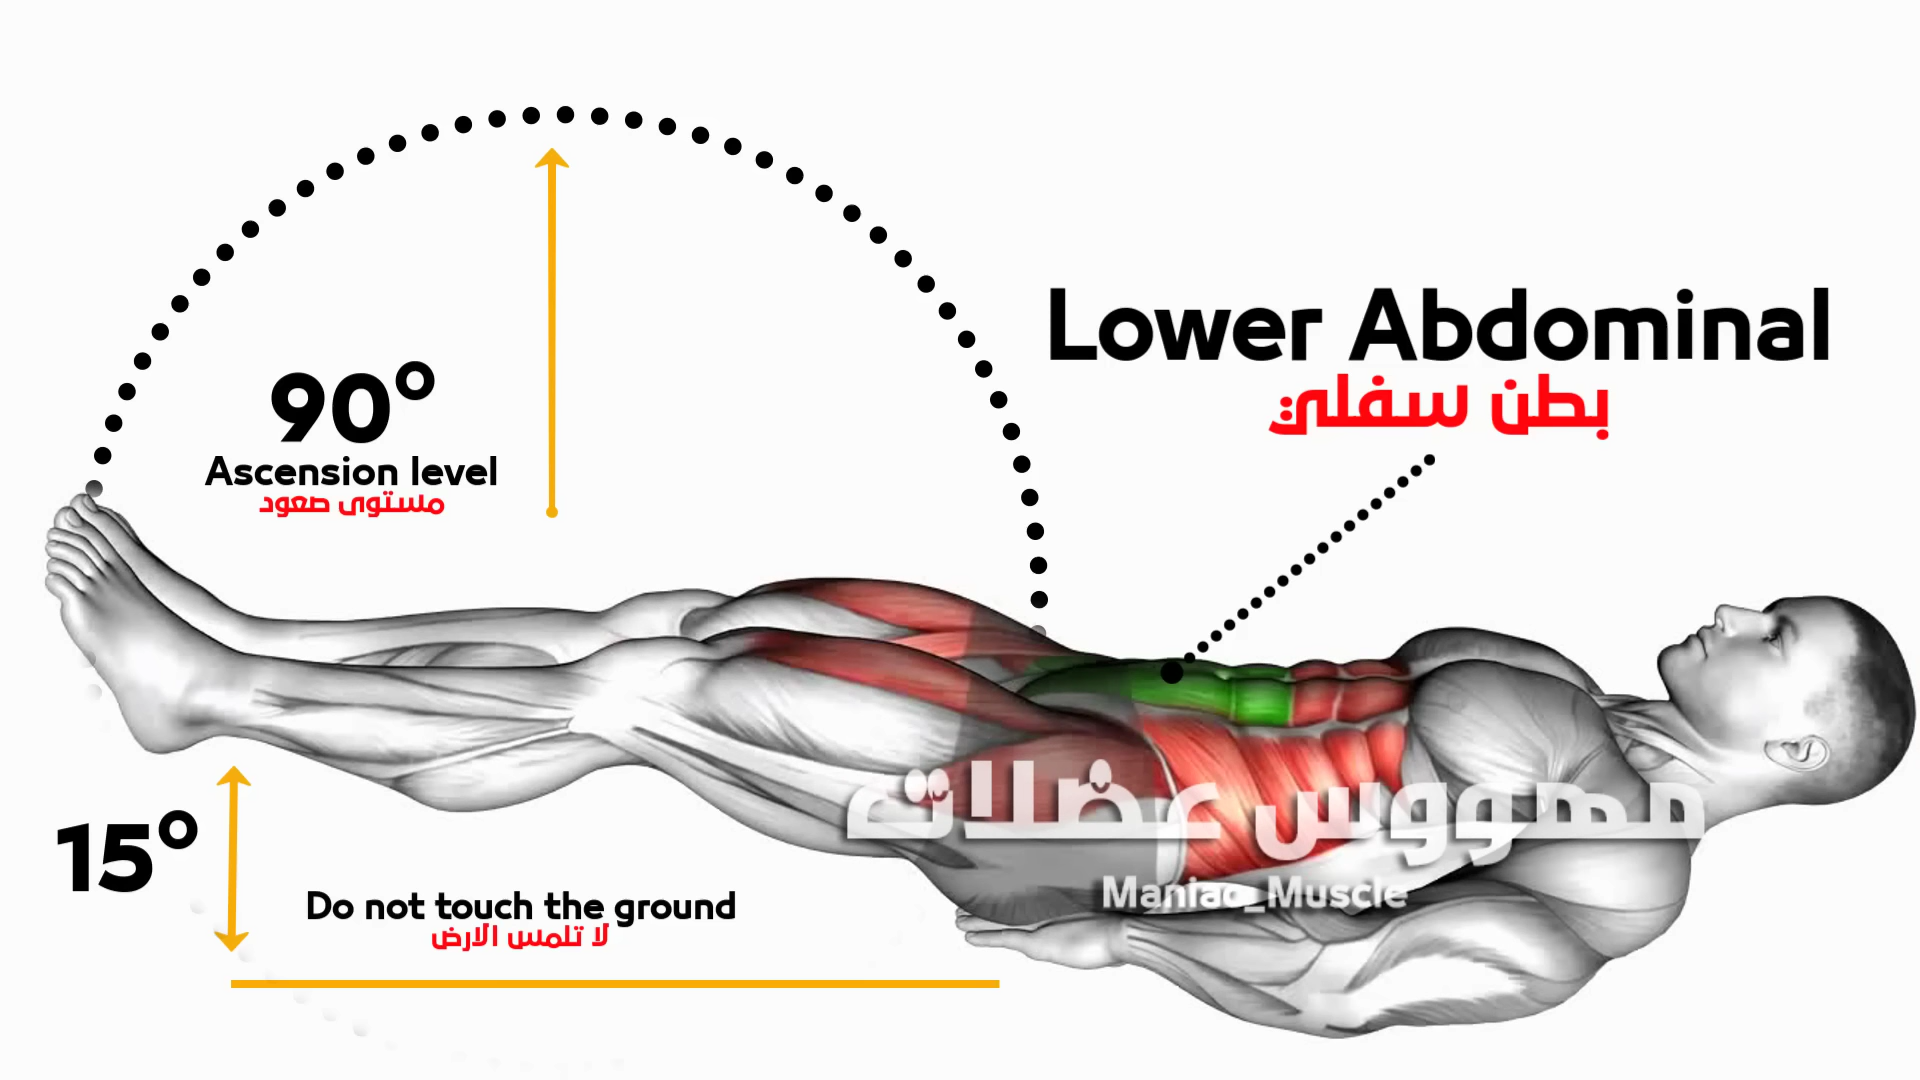 Lower Abdominal
بطن سفلي
90°
Ascension level
مستوى صعود
مهووس عضلات
Maniac_Muscle
15°
Do not touch the ground
لا تلمس الارض